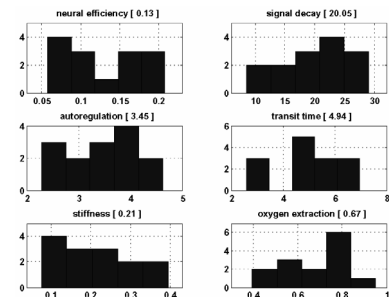 neural efficiency [ 0.13 ]
signal decay [ 20.05 ]
4
2
0
0.05 0.1 0.15 0.2
4
2
0
10 15 20 25 30
autoregulation [ 3.45 ]
transit time [ 4.94 ]
4
2
0
2 3 4 5
6
4
2
0
2 4 6 8
stiffness [ 0.21 ]
oxygen extraction [ 0.67 ]
4
2
0
0.1 0.2 0.3 0.4
6
4
2
0
0.4 0.6 0.8 1